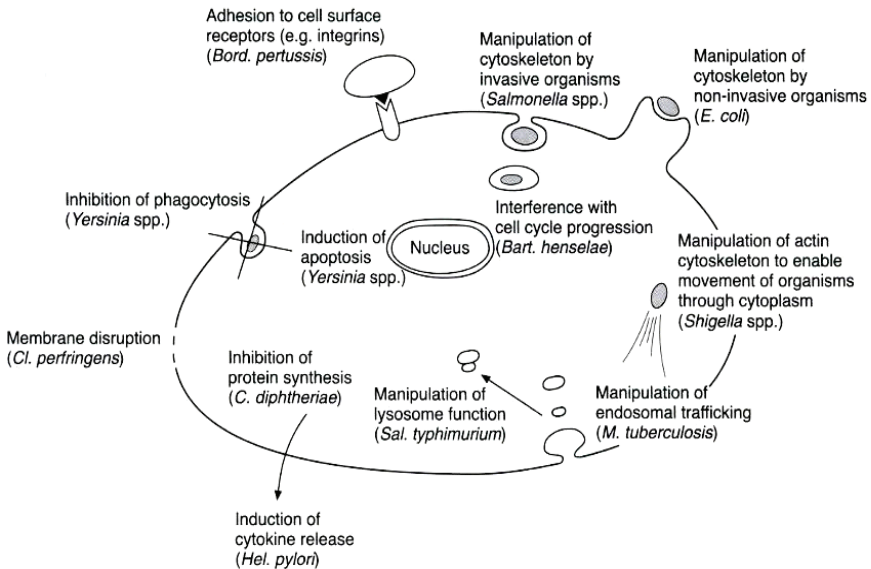 Adhesion to cell surface
receptors (e.g. integrins)
(Bord. pertussis)
Manipulation of
cytoskeleton by
invasive organisms
(Salmonella spp.)
Manipulation of
cytoskeleton by
non-invasive organisms
(E. coli)
Inhibition of phagocytosis
(Yersinia spp.)
Induction of
apoptosis
(Yersinia spp.)
Nucleus
Interference with
cell cycle progression
(Bart. henselae)
Manipulation of actin
cytoskeleton to enable
movement of organisms
through cytoplasm
(Shigella spp.)
Membrane disruption
(Cl. perfringens)
Inhibition of
protein synthesis
(C. diphtheriae)
Manipulation of
lysosome function
(Sal. typhimurium)
Manipulation of
endosomal trafficking
(M. tuberculosis)
Induction of
cytokine release
(Hel. pylori)